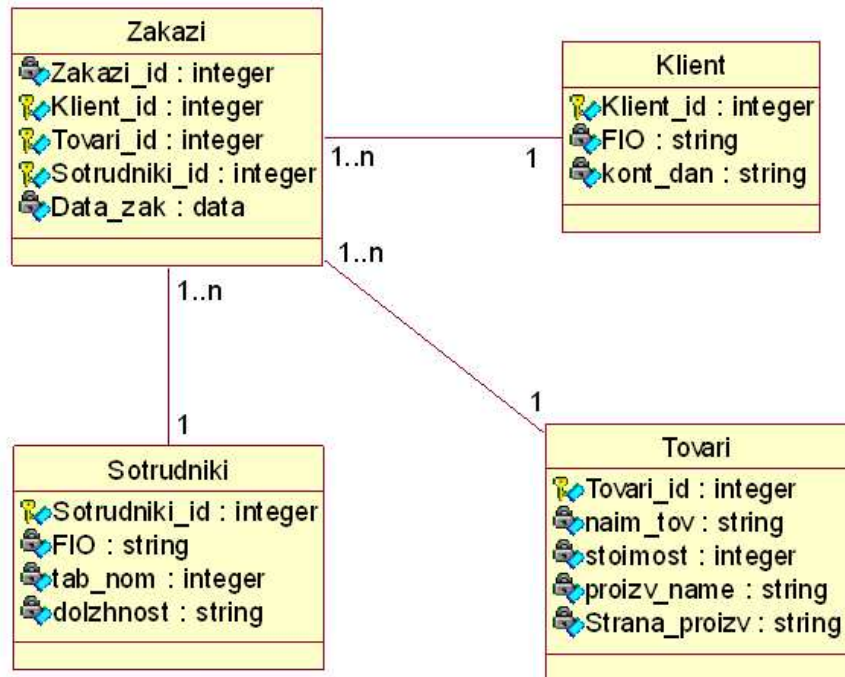 Zakazi
Zakazi_id : integer
Klient_id : integer
Tovari_id : integer
Sotrudniki_id : integer
Data_zak : data
Klient
Klient_id : integer
FIO : string
kont_dan : string
1..n
1
1..n
1..n
1
1
Sotrudniki
Sotrudniki_id : integer
FIO : string
tab_nom : integer
dolzhnost : string
Tovari
Tovari_id : integer
naim_tov : string
stoimost : integer
proizv_name : string
Strana_proizv : string